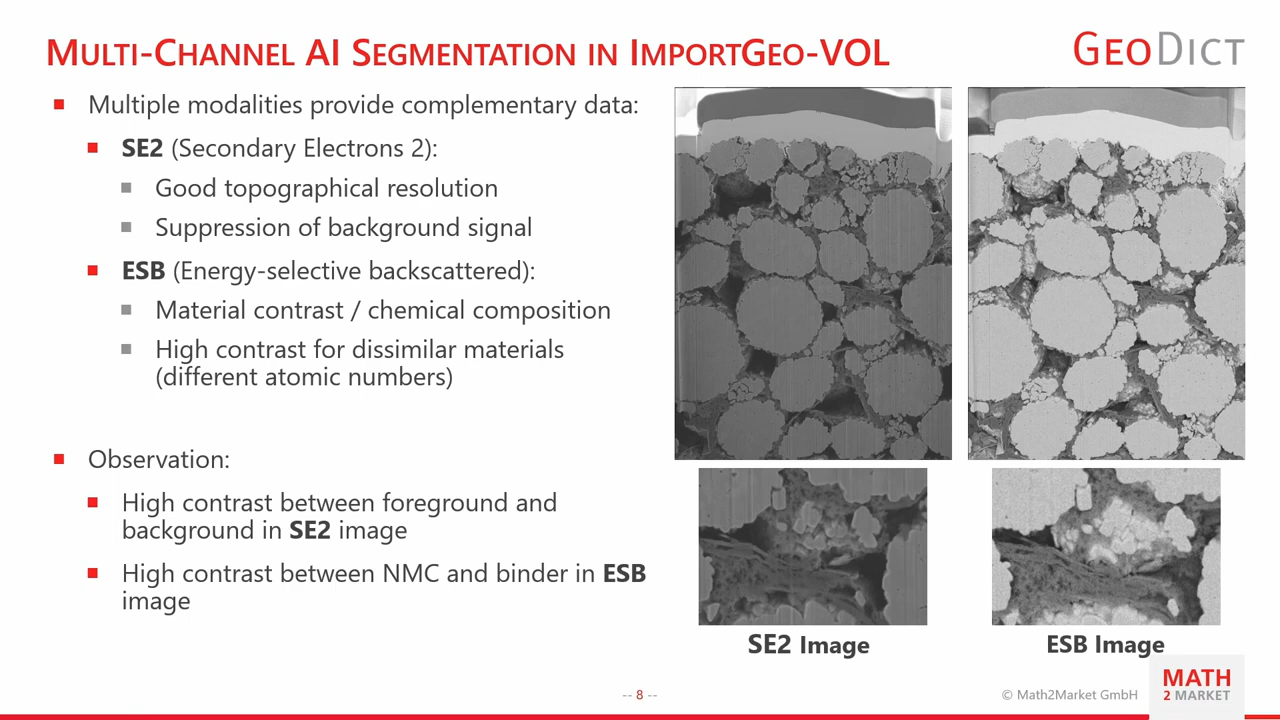 MULTI-CHANNEL AI SEGMENTATION IN IMPORTGEO-VOL
GEODICT
Multiple modalities provide complementary data:
SE2 (Secondary Electrons 2):
Good topographical resolution
Suppression of background signal
ESB (Energy-selective backscattered):
Material contrast / chemical composition
High contrast for dissimilar materials
(different atomic numbers)
Observation:
High contrast between foreground and
background in SE2 image
High contrast between NMC and binder in ESB
image
SE2 Image
ESB Image
-- 8 --
© Math2Market GmbH
MATH
2 MARKET